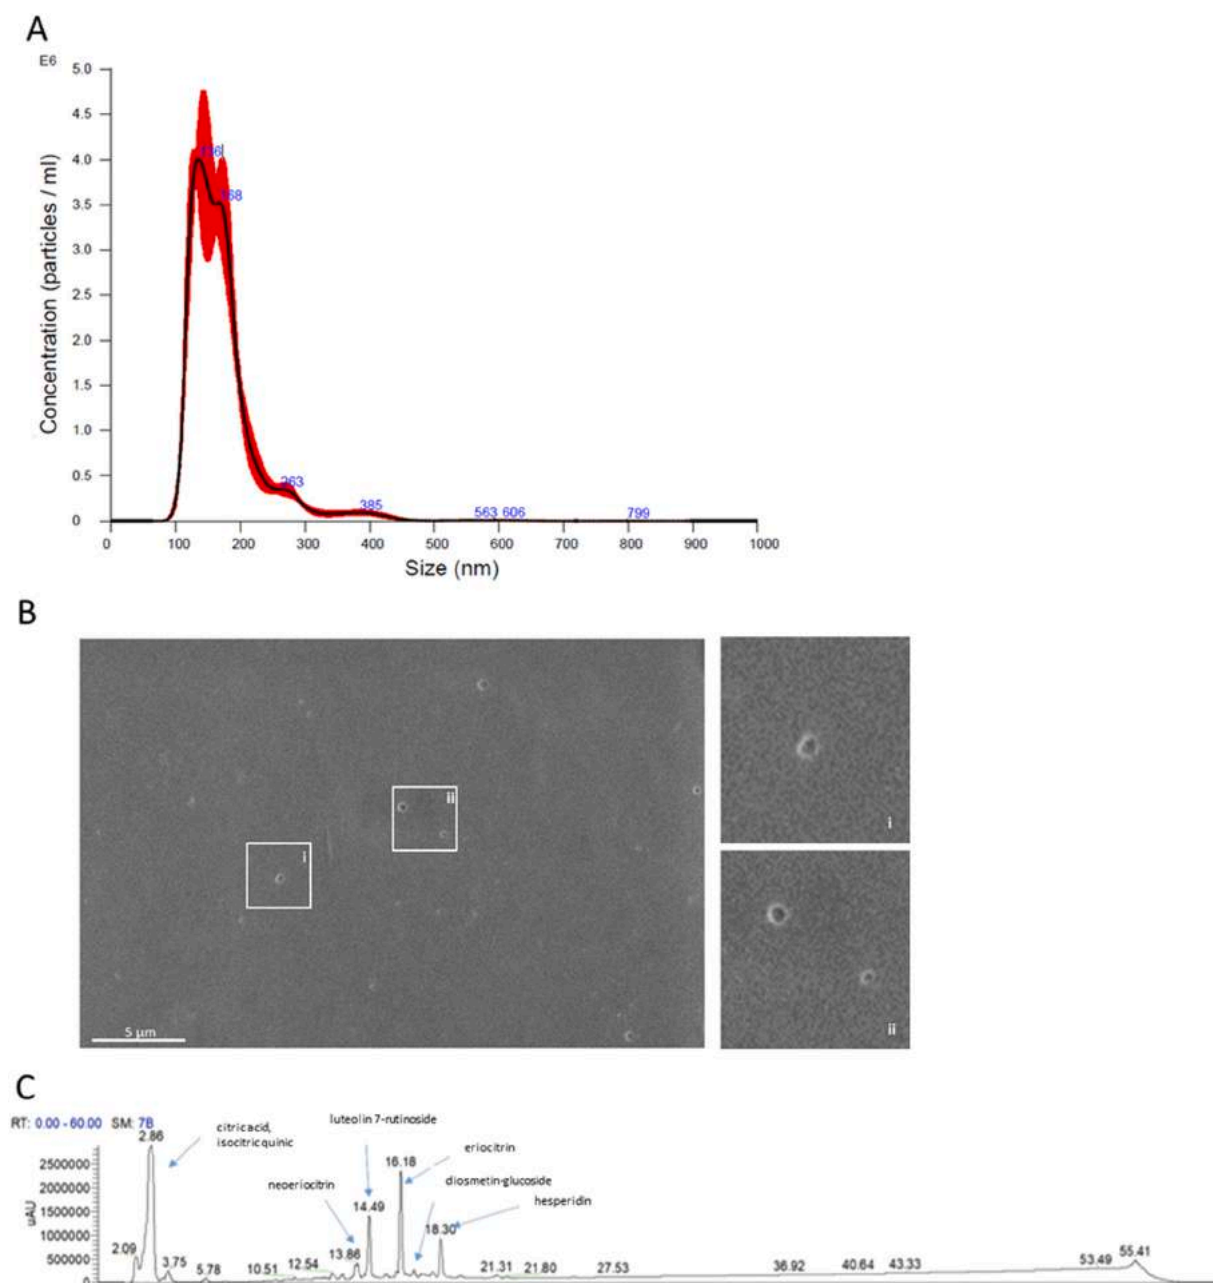 A
E6
5.0
4.5
4.0
3.5
3.0
2.5
2.0
1.5
1.0
0.5
0
Concentration (particles / ml)
168
263
385
563 606
799
0 100 200 300 400 500 600 700 800 900 1000
Size (nm)
B
i
ii
5 µm
i
ii
C
RT: 0.00 - 60.00 SM: 7B
citric acid,
isocitric quinic
luteolin 7-rutinoside
eriocitrin
neoeriocitrin
diosmetin-glucoside
hesperidin
2500000
2000000
1500000
1000000
500000
0
uAU
2.09
2.86
3.75
5.78
10.51
12.54
13.86
14.49
16.18
18.30
21.31
21.80
27.53
36.92
40.64
43.33
53.49
55.41